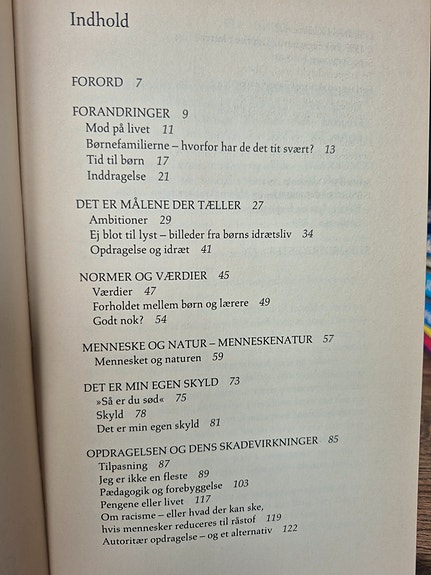 Indhold
FORORD 7
FORANDRINGER 9
Mod på livet 11
Børnefamilierne – hvorfor har de det tit svært? 13
Tid til børn 17
Inddragelse 21
DET ER MÅLENE DER TÆLLER 27
Ambitioner 29
Ej blot til lyst – billeder fra børns idrætsliv 34
Opdragelse og idræt 41
NORMER OG VÆRDIER 45
Værdier 47
Forholdet mellem børn og lærere 49
Godt nok? 54
MENNESKE OG NATUR – MENNESKENATUR 57
Mennesket og naturen 59
DET ER MIN EGEN SKYLD 73
»Så er du sød« 75
Skyld 78
Det er min egen skyld 81
OPDRAGELSEN OG DENS SKADEVIRKNINGER 85
Tilpasning 87
Jeg er ikke en fleste 89
Pædagogik og forebyggelse 103
Pengene eller livet 117
Om racisme – eller hvad der kan ske,
hvis mennesker reduceres til råstof 119
Autoritær opdragelse – og et alternativ 122